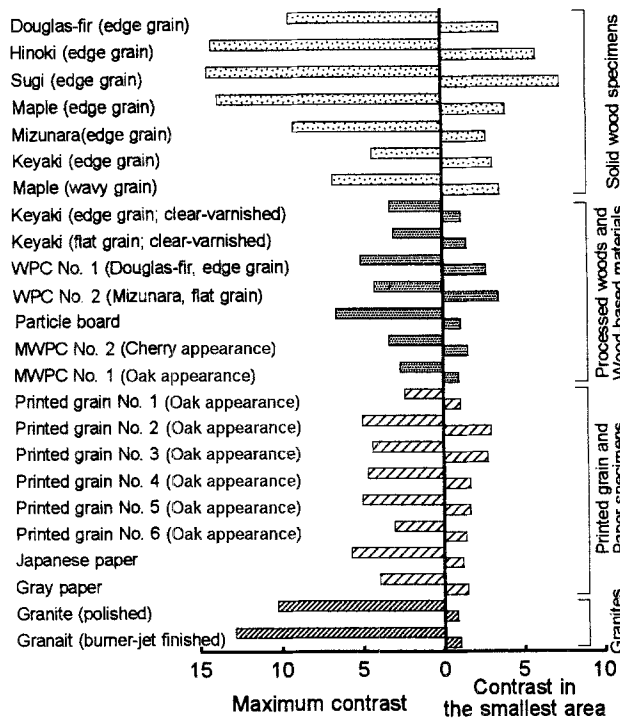 Douglas-fir (edge grain)
Hinoki (edge grain)
Sugi (edge grain)
Maple (edge grain)
Mizunara(edge grain)
Keyaki (edge grain)
Maple (wavy grain)
Keyaki (edge grain; clear-varnished)
Keyaki (flat grain; clear-varnished)
WPC No. 1 (Douglas-fir, edge grain)
WPC No. 2 (Mizunara, flat grain)
Particle board
MWPC No. 2 (Cherry appearance)
MWPC No. 1 (Oak appearance)
Printed grain No. 1 (Oak appearance)
Printed grain No. 2 (Oak appearance)
Printed grain No. 3 (Oak appearance)
Printed grain No. 4 (Oak appearance)
Printed grain No. 5 (Oak appearance)
Printed grain No. 6 (Oak appearance)
Japanese paper
Gray paper
Granite (polished)
Granait (burner-jet finished)
Solid wood specimens
Processed woods and
Wood-based materials
Printed grain and
Paper specimens
Granites
15 10 5 0 5 10
Maximum contrast
Contrast in
the smallest area